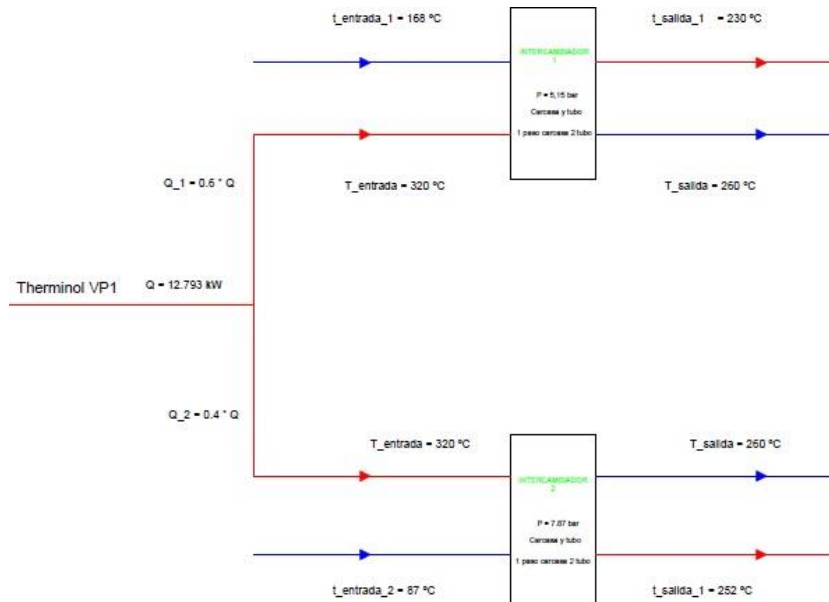 t_entrada_1 = 168 ºC
t_salida_1 = 230 ºC
INTERCAMBIADOR
1
P = 5,15 bar
Carcasa y tubo
1 paso carcasa 2 tubo
Q_1 = 0.6 * Q
T_entrada = 320 ºC
T_salida = 260 ºC
Therminol VP1
Q = 12.793 kW
Q_2 = 0.4 * Q
T_entrada = 320 ºC
T_salida = 260 ºC
INTERCAMBIADOR
2
P = 7.87 bar
Carcasa y tubo
1 paso carcasa 2 tubo
t_entrada_2 = 87 ºC
t_salida_1 = 252 ºC